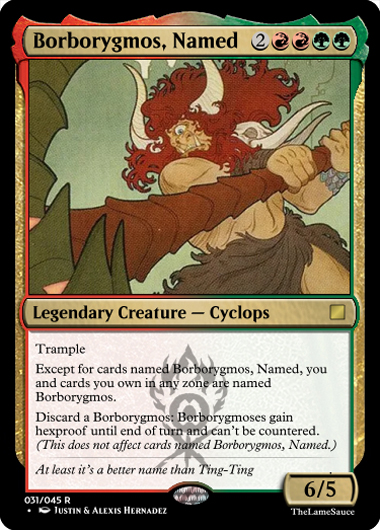 Borborygmos, Named 2
Legendary Creature — Cyclops
Trample
Except for cards named Borborygmos, Named, you
and cards you own in any zone are named
Borborygmos.
Discard a Borborygmos: Borborygmoses gain
hexproof until end of turn and can't be countered.
(This does not affect cards named Borborygmos, Named.)
At least it's a better name than Ting-Ting
6/5
031/045 R
• Justin & Alexis Hernadez
TheLameSauce